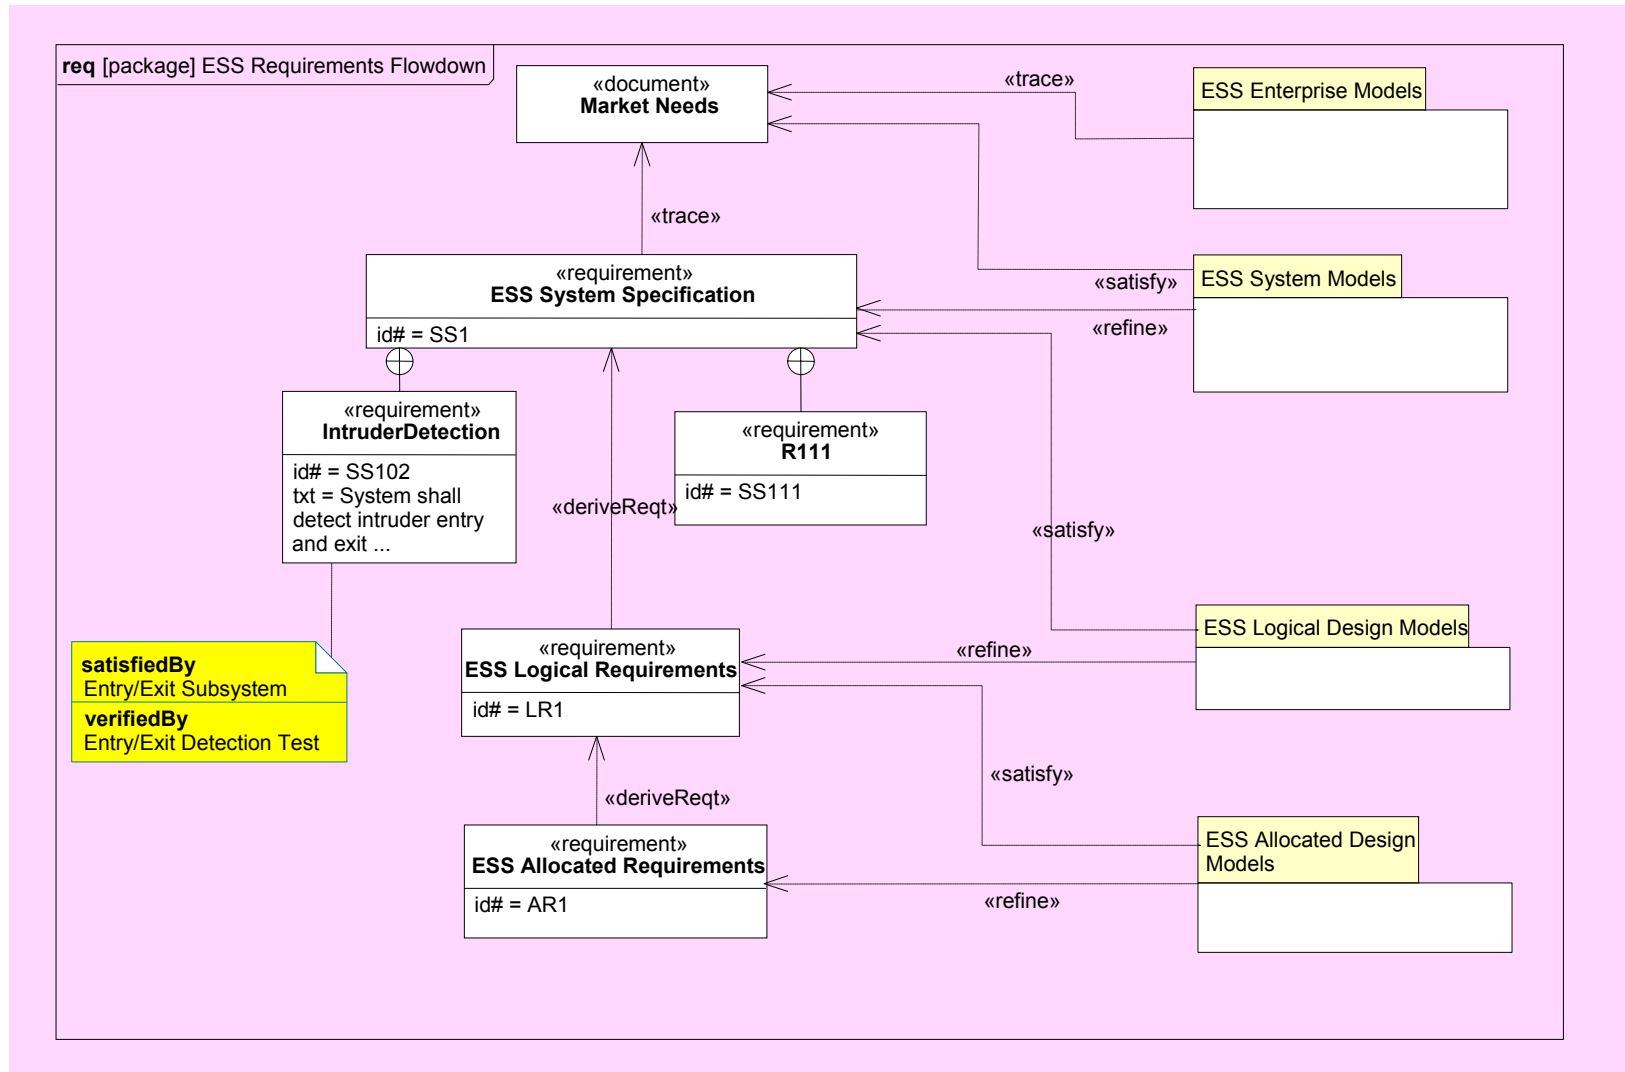 req [package] ESS Requirements Flowdown
«document»
Market Needs
«trace»
ESS Enterprise Models
«trace»
«requirement»
ESS System Specification
id# = SS1
«satisfy»
ESS System Models
«refine»
«requirement»
IntruderDetection
id# = SS102
txt = System shall
detect intruder entry
and exit ...
«requirement»
R111
id# = SS111
«deriveReqt»
«satisfy»
satisfiedBy
Entry/Exit Subsystem
verifiedBy
Entry/Exit Detection Test
«requirement»
ESS Logical Requirements
id# = LR1
«refine»
ESS Logical Design Models
«satisfy»
«deriveReqt»
«requirement»
ESS Allocated Requirements
id# = AR1
«refine»
ESS Allocated Design
Models